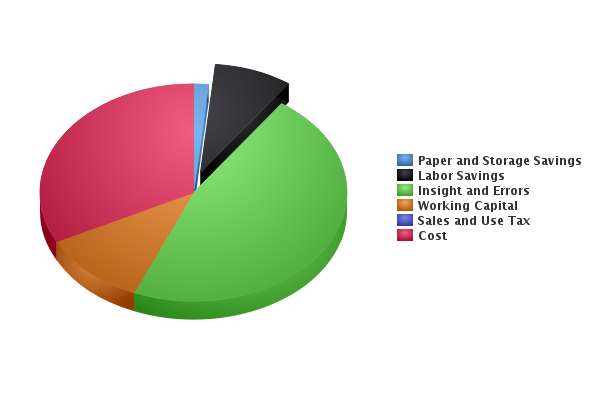 Paper and Storage Savings
Labor Savings
Insight and Errors
Working Capital
Sales and Use Tax
Cost